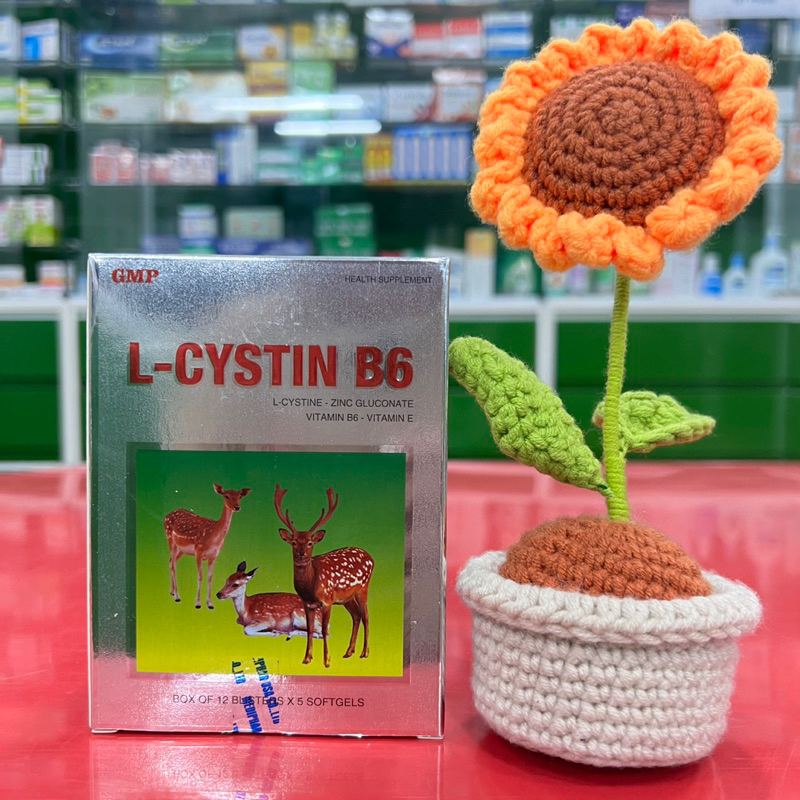 GMP
HEALTH SUPPLEMENT
L-CYSTIN B6
L-CYSTINE - ZINC GLUCONATE
VITAMIN B6 - VITAMIN E
BOX OF 12 BLISTERS X 5 SOFTGELS